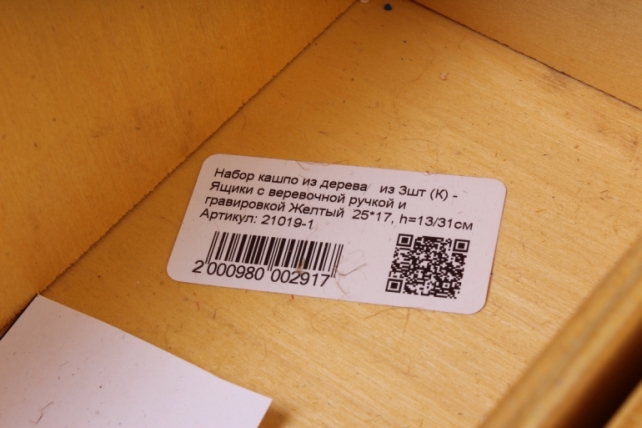 Набор кашпо из дерева из 3шт (К) -
Ящики с веревочной ручкой и
гравировкой Желтый 25*17, h=13/31см
Артикул: 21019-1
2 000980 002917